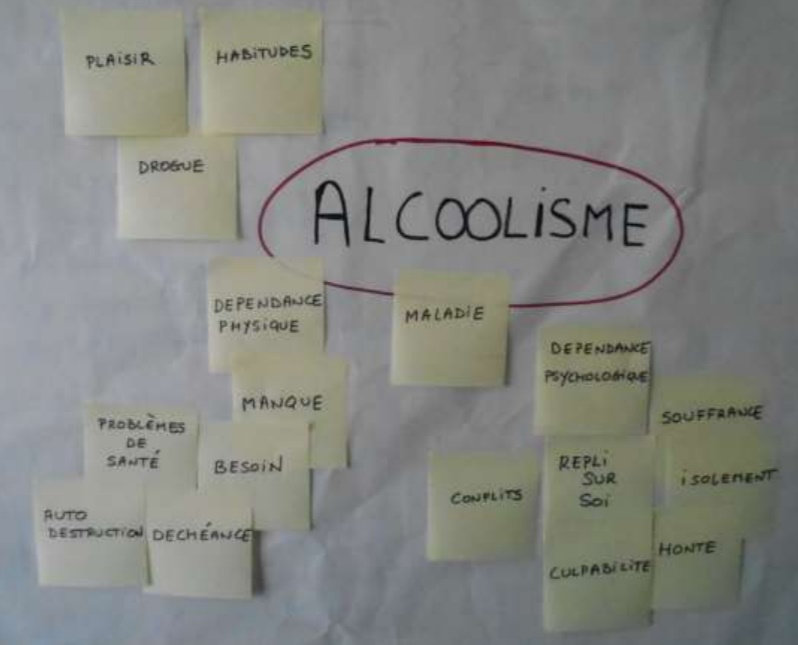 PLAiSiR
HABiTUDES
DROGUE
ALCOOLiSME
DEPENDANCE
PHYSiQUE
MALADiE
DEPENDANCE
PSYCHOLOGiQUE
MANQUE
SOUFFRANCE
PROBLÈMES
DE
SANTÉ
BESOiN
CONFLiTS
REPLi
SUR
SOi
iSOLEMENT
AUTO
DESTRUCTiON
DECHÉANCE
CULPABiLiTE
HONTE